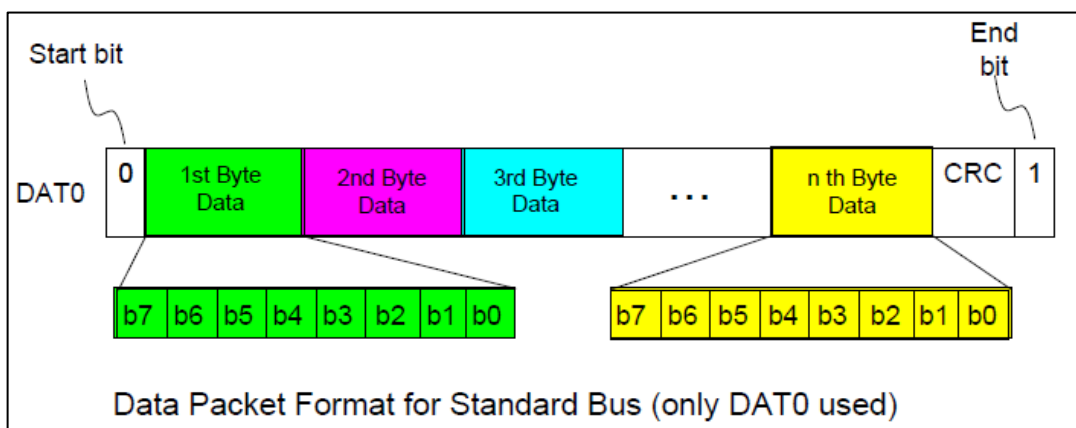 Start bit
End
bit
DAT0
0
1st Byte
Data
2nd Byte
Data
3rd Byte
Data
...
n th Byte
Data
CRC
1
b7 b6 b5 b4 b3 b2 b1 b0
b7 b6 b5 b4 b3 b2 b1 b0
Data Packet Format for Standard Bus (only DAT0 used)